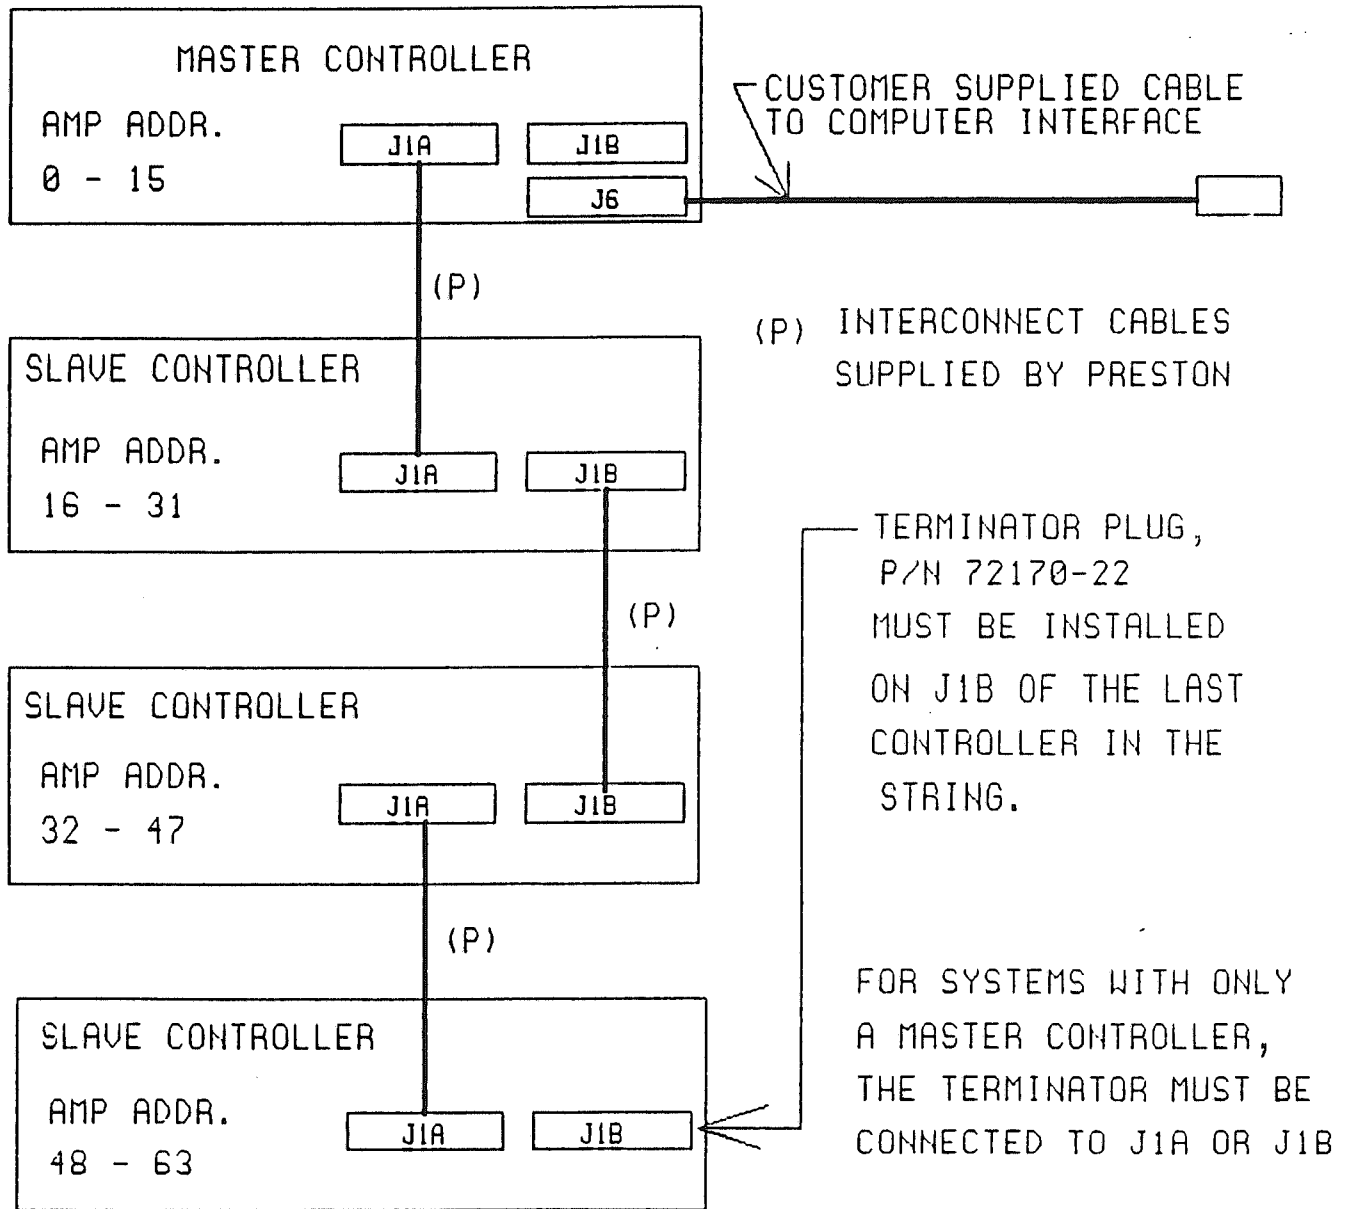 MASTER CONTROLLER
AMP ADDR.
0 - 15
J1A
J1B
J6
CUSTOMER SUPPLIED CABLE
TO COMPUTER INTERFACE
(P)
(P) INTERCONNECT CABLES
SUPPLIED BY PRESTON
SLAVE CONTROLLER
AMP ADDR.
16 - 31
J1A
J1B
(P)
TERMINATOR PLUG,
P/N 72170-22
MUST BE INSTALLED
ON J1B OF THE LAST
CONTROLLER IN THE
STRING.
SLAVE CONTROLLER
AMP ADDR.
32 - 47
J1A
J1B
(P)
SLAVE CONTROLLER
AMP ADDR.
48 - 63
J1A
J1B
FOR SYSTEMS WITH ONLY
A MASTER CONTROLLER,
THE TERMINATOR MUST BE
CONNECTED TO J1A OR J1B